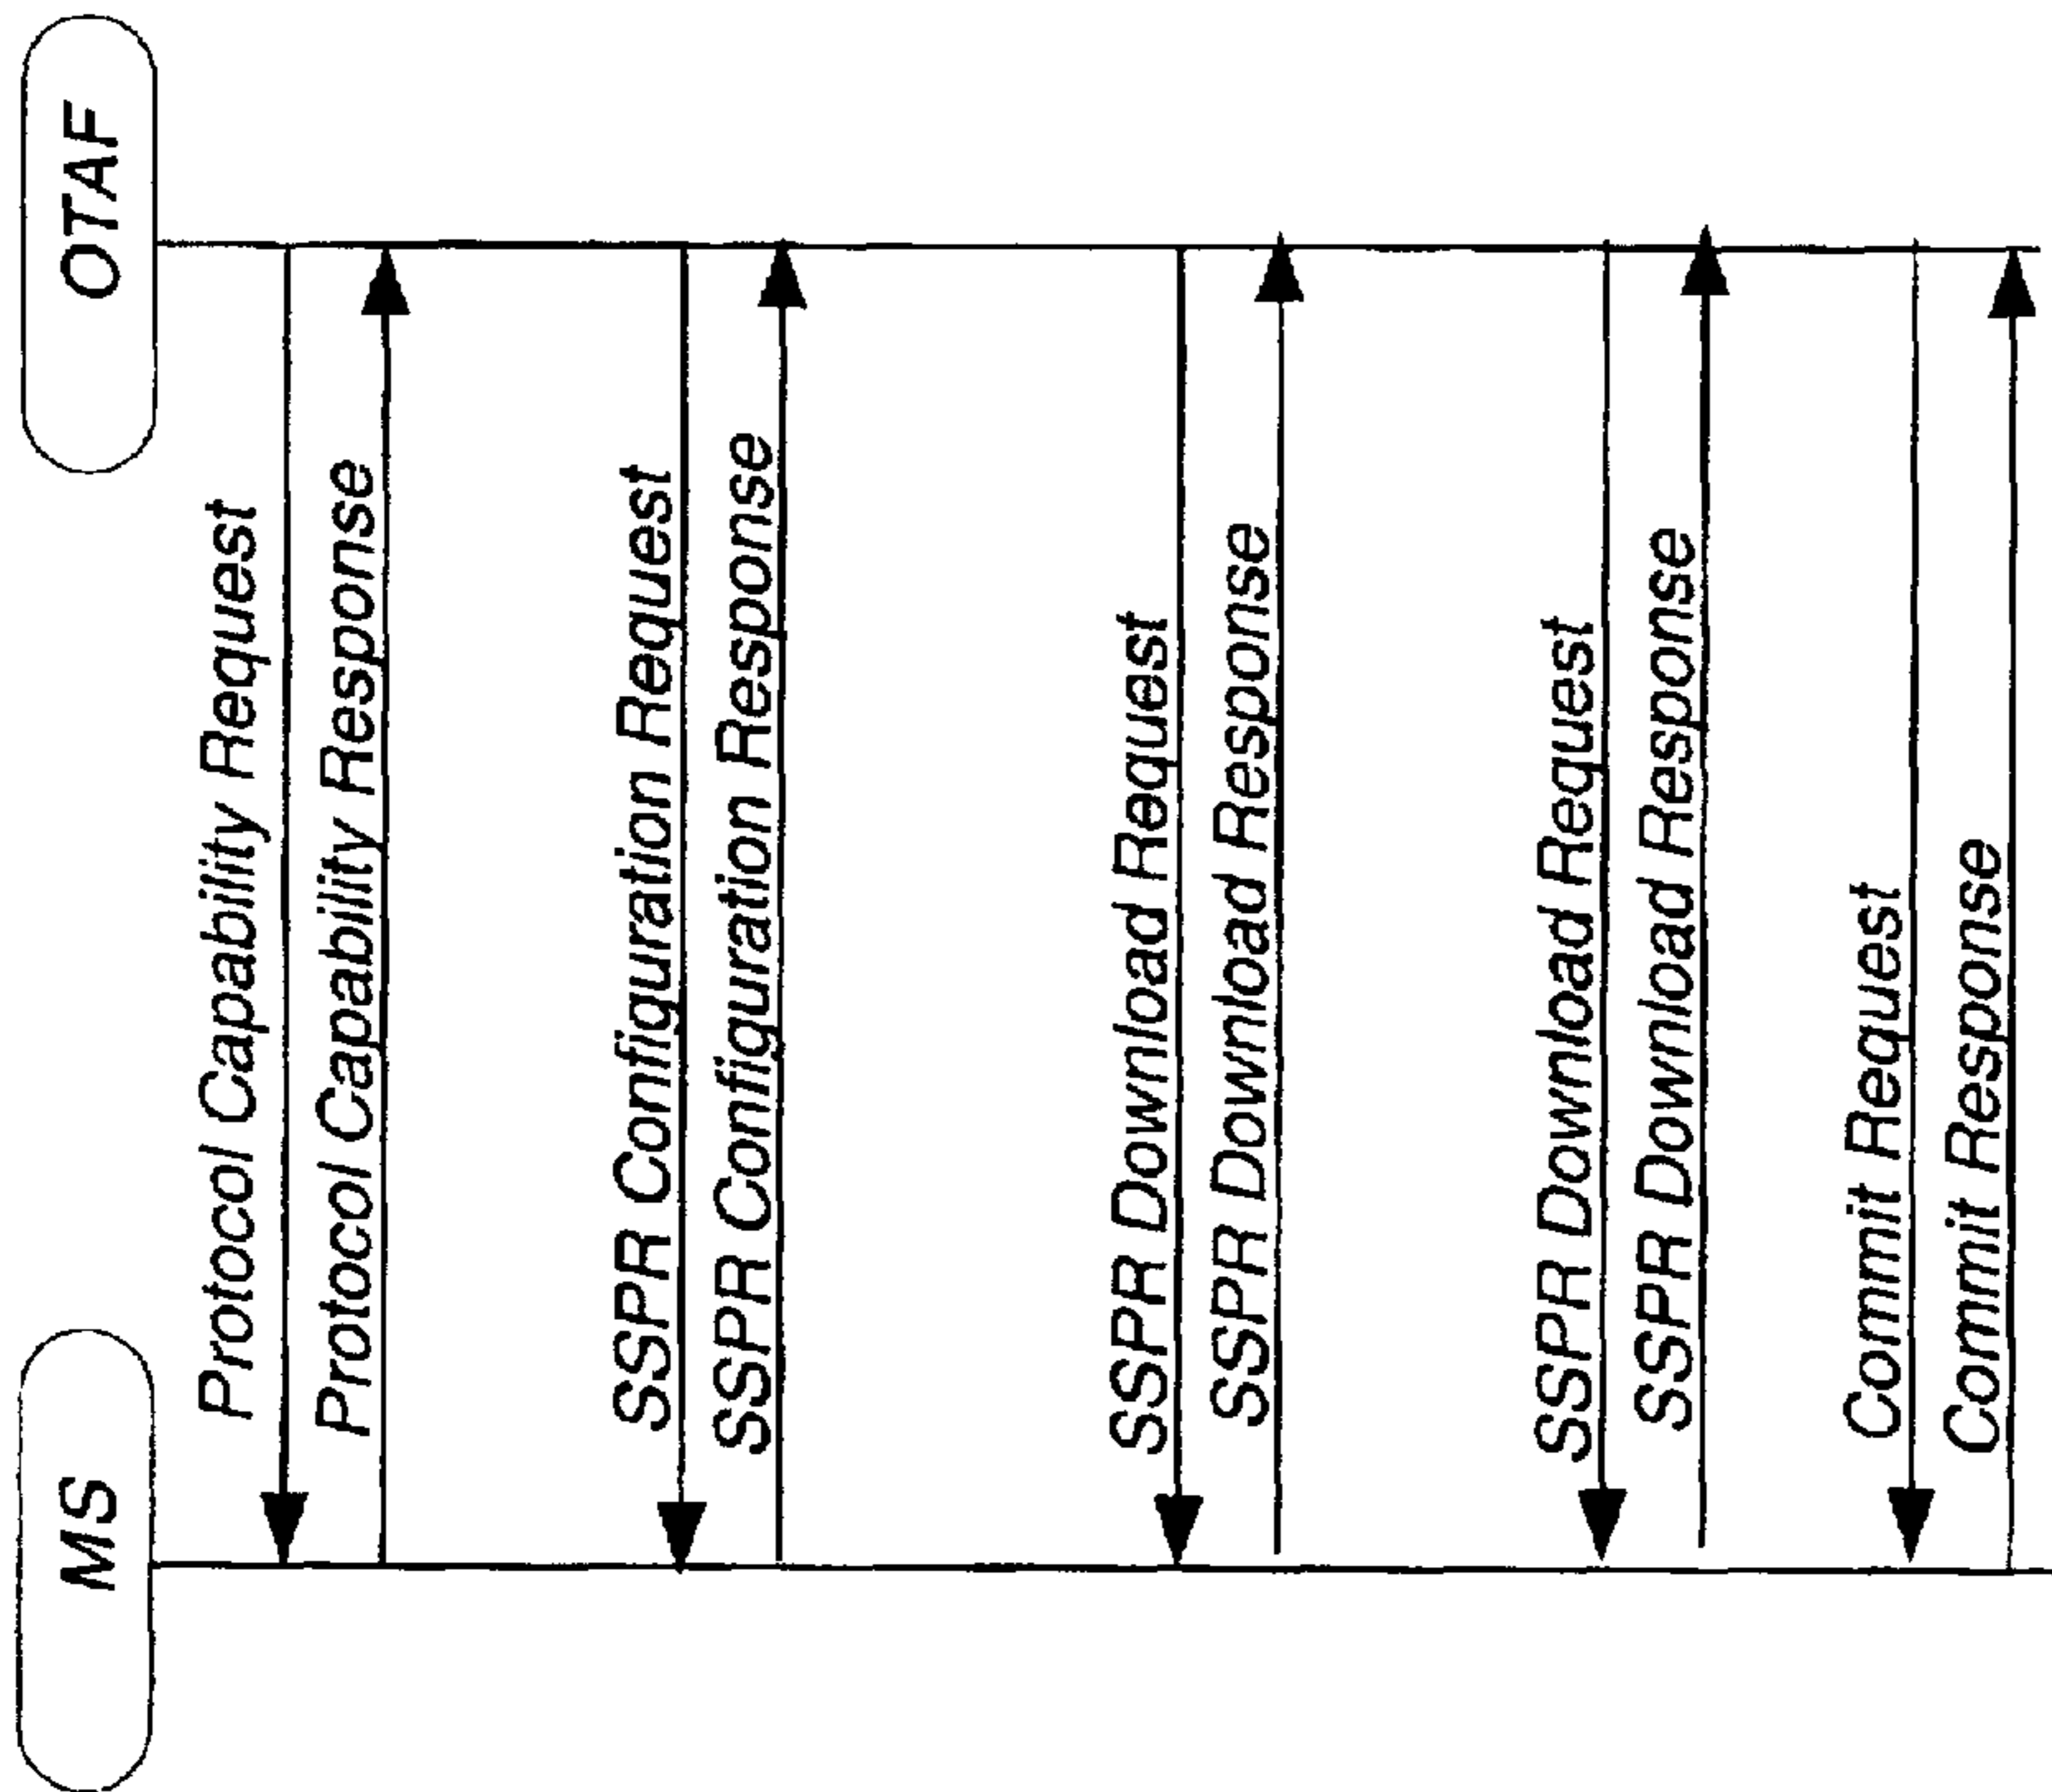 MS
OTAF
Protocol Capability Request
Protocol Capability Response
SSPR Configuration Request
SSPR Configuration Response
SSPR Download Request
SSPR Download Response
SSPR Download Request
SSPR Download Response
Commit Request
Commit Response